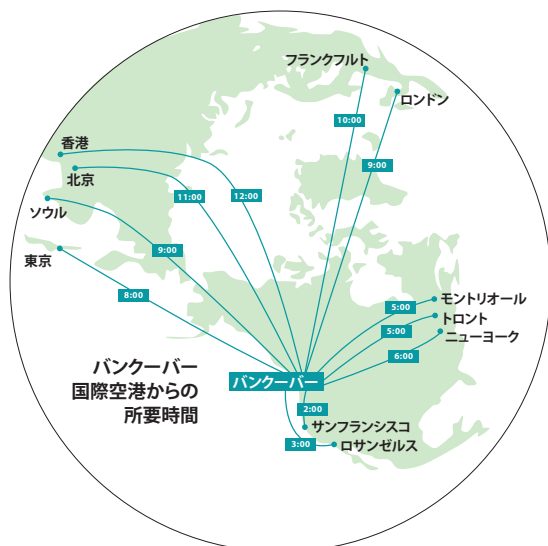 フランクフルト
ロンドン
10:00
香港
9:00
北京
11:00
12:00
ソウル
9:00
東京
8:00
モントリオール
5:00
トロント
5:00
ニューヨーク
6:00
バンクーバー
国際空港からの
所要時間
バンクーバー
2:00
サンフランシスコ
3:00
ロサンゼルス